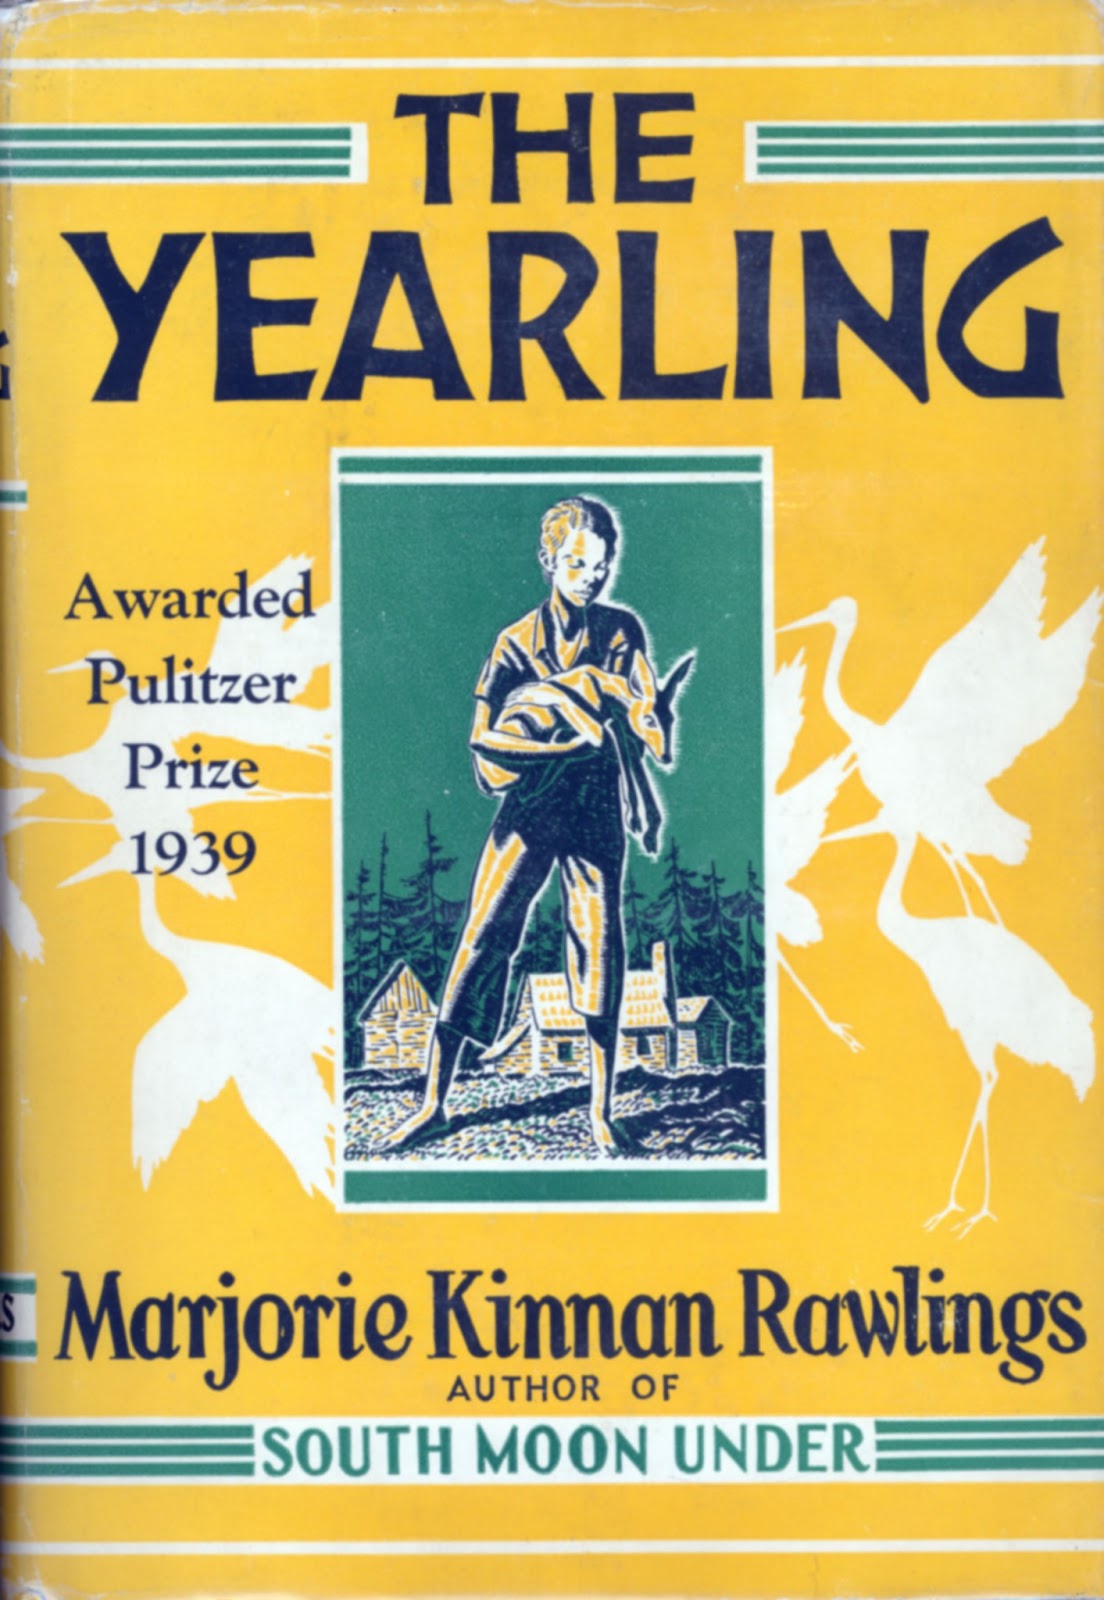 THE
YEARLING
Awarded
Pulitzer
Prize
1939
Marjorie Kinnan Rawlings
AUTHOR OF
SOUTH MOON UNDER